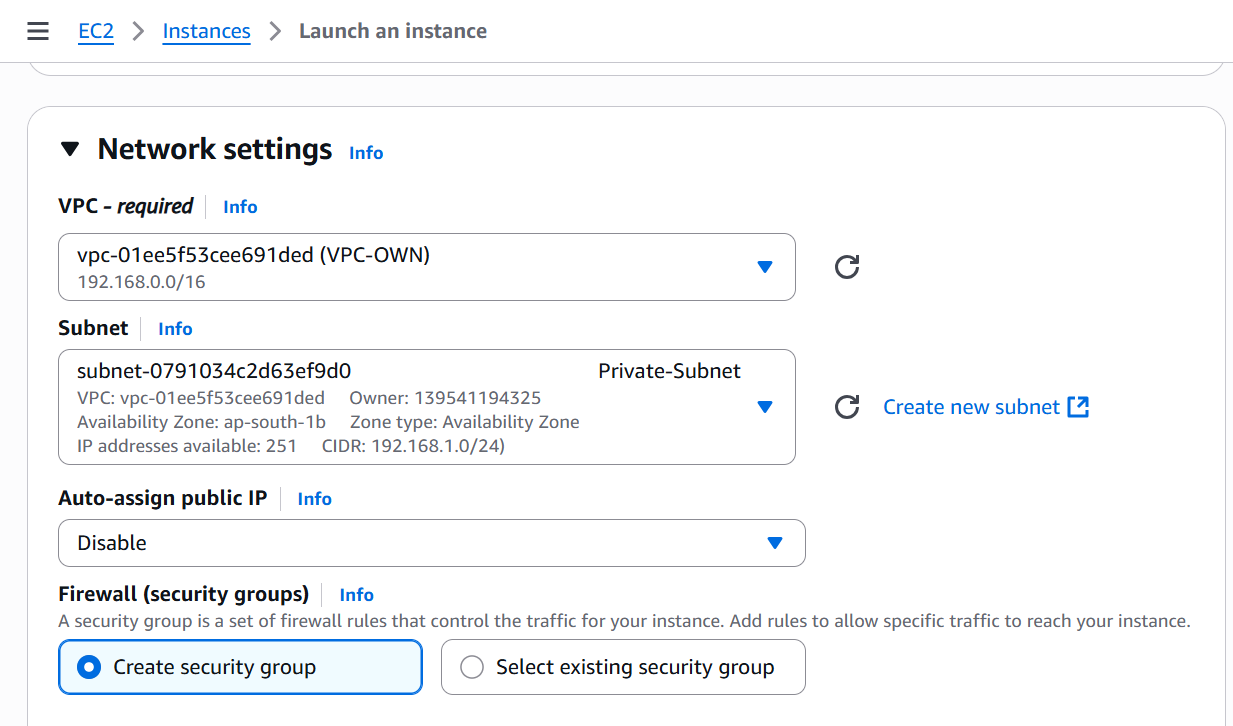 EC2 > Instances > Launch an instance
Network settings Info
VPC - required Info
vpc-01ee5f53cee691ded (VPC-OWN)
192.168.0.0/16
Subnet Info
subnet-0791034c2d63ef9d0 Private-Subnet
VPC: vpc-01ee5f53cee691ded Owner: 139541194325
Availability Zone: ap-south-1b Zone type: Availability Zone
IP addresses available: 251 CIDR: 192.168.1.0/24)
Create new subnet
Auto-assign public IP Info
Disable
Firewall (security groups) Info
A security group is a set of firewall rules that control the traffic for your instance. Add rules to allow specific traffic to reach your instance.
Create security group Select existing security group